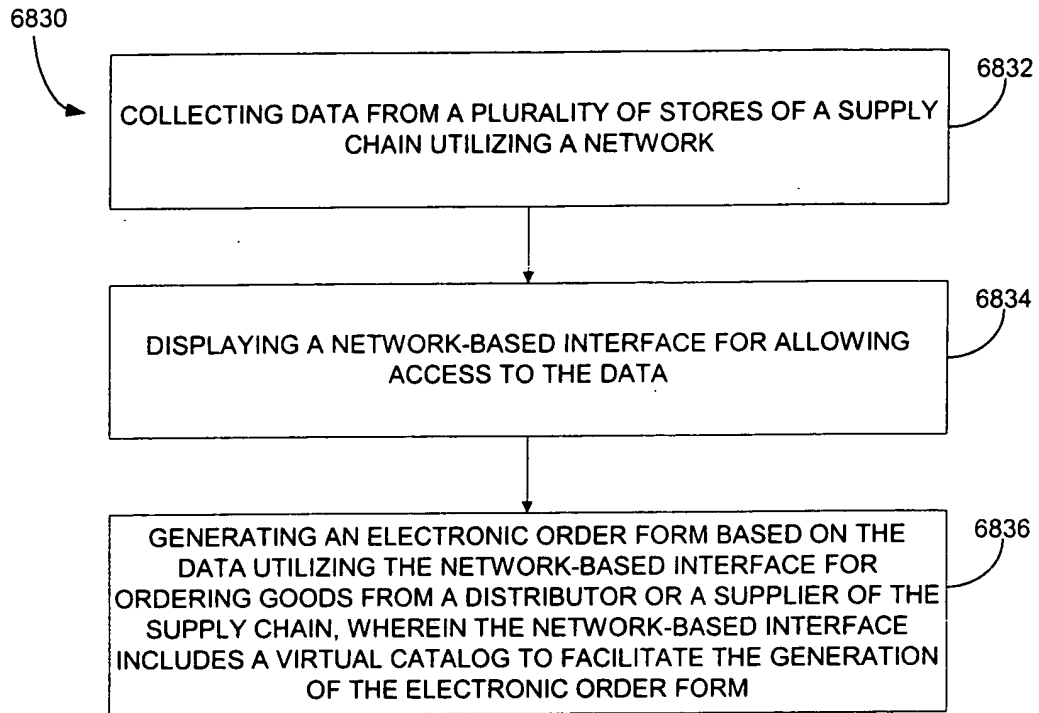 6830
6832
COLLECTING DATA FROM A PLURALITY OF STORES OF A SUPPLY
CHAIN UTILIZING A NETWORK
6834
DISPLAYING A NETWORK-BASED INTERFACE FOR ALLOWING
ACCESS TO THE DATA
6836
GENERATING AN ELECTRONIC ORDER FORM BASED ON THE
DATA UTILIZING THE NETWORK-BASED INTERFACE FOR
ORDERING GOODS FROM A DISTRIBUTOR OR A SUPPLIER OF THE
SUPPLY CHAIN, WHEREIN THE NETWORK-BASED INTERFACE
INCLUDES A VIRTUAL CATALOG TO FACILITATE THE GENERATION
OF THE ELECTRONIC ORDER FORM